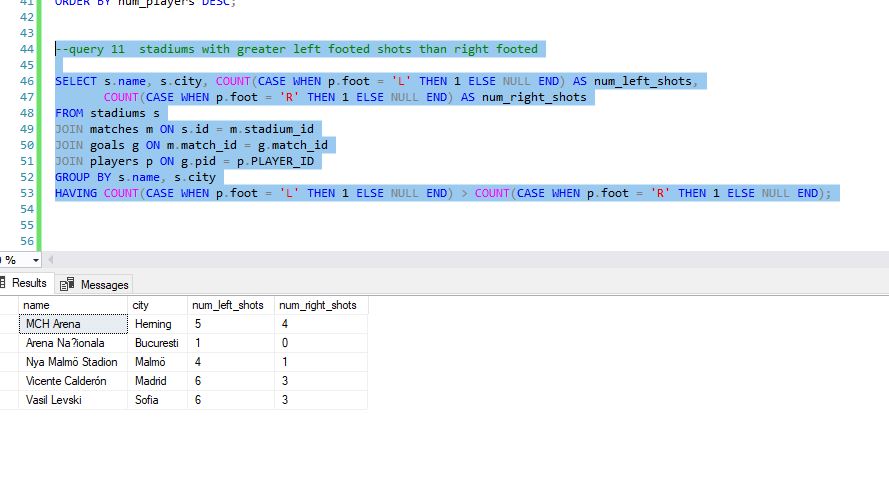 41 ORDER BY num_players DESC;
42
43
44 --query 11  stadiums with greater left footed shots than right footed
45
46 SELECT s.name, s.city, COUNT(CASE WHEN p.foot = 'L' THEN 1 ELSE NULL END) AS num_left_shots,
47 COUNT(CASE WHEN p.foot = 'R' THEN 1 ELSE NULL END) AS num_right_shots
48 FROM stadiums s
49 JOIN matches m ON s.id = m.stadium_id
50 JOIN goals g ON m.match_id = g.match_id
51 JOIN players p ON g.pid = p.PLAYER_ID
52 GROUP BY s.name, s.city
53 HAVING COUNT(CASE WHEN p.foot = 'L' THEN 1 ELSE NULL END) > COUNT(CASE WHEN p.foot = 'R' THEN 1 ELSE NULL END);
54
55
56
%
Results Messages
name city num_left_shots num_right_shots
MCH Arena Herning 5 4
Arena Na?ionala Bucuresti 1 0
Nya Malmö Stadion Malmö 4 1
Vicente Calderón Madrid 6 3
Vasil Levski Sofia 6 3